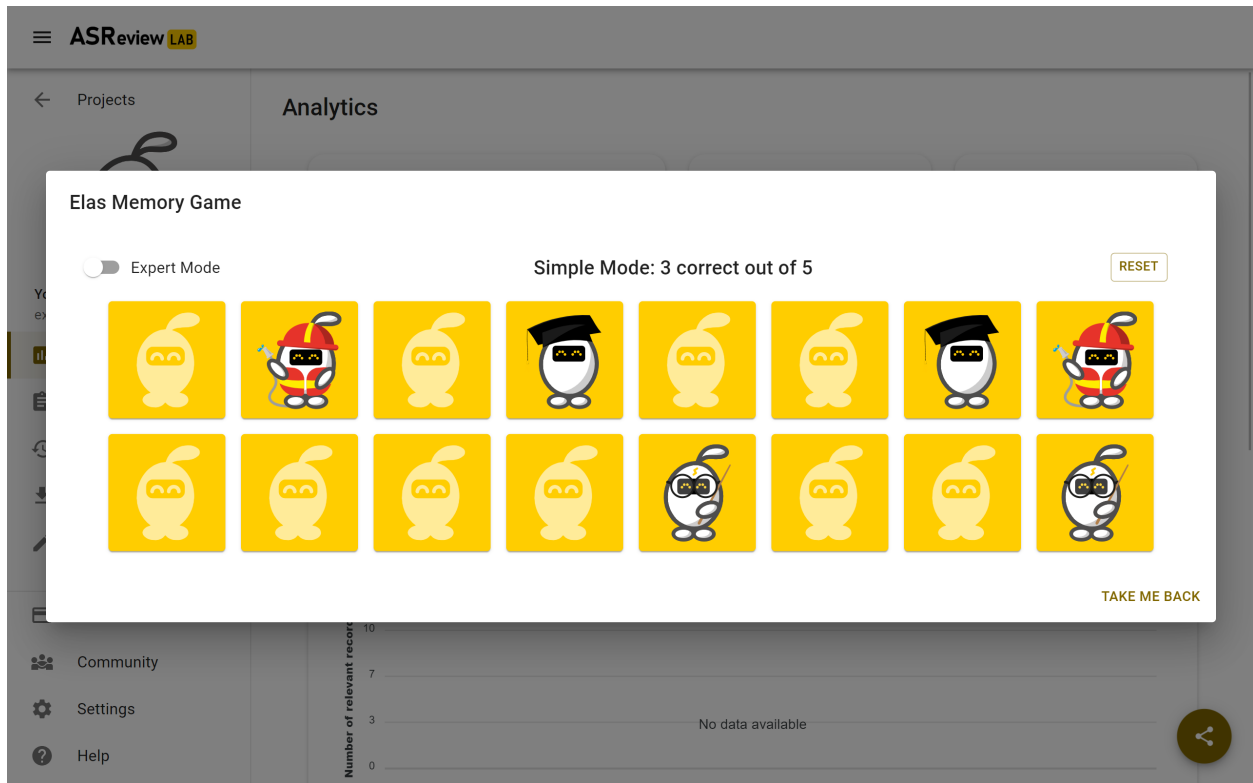 ASReview LAB
Projects
Analytics
Elas Memory Game
Expert Mode
Simple Mode: 3 correct out of 5
RESET
TAKE ME BACK
Community
Settings
Help
10
7
3
0
No data available